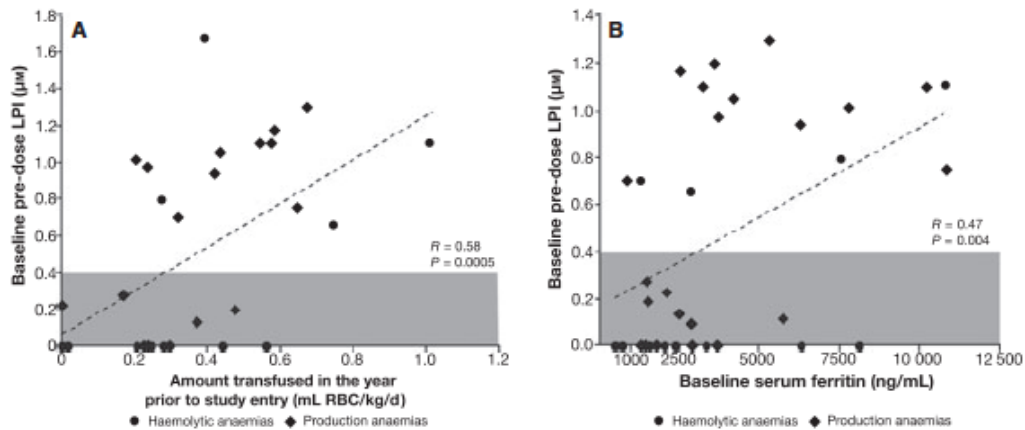 A
1.8
1.6
1.4
1.2
1.0
0.8
0.6
0.4
0.2
0
Baseline pre-dose LPI (μM)
R = 0.58
P = 0.0005
0 0.2 0.4 0.6 0.8 1.0 1.2
Amount transfused in the year
prior to study entry (mL RBC/kg/d)
Haemolytic anaemias Production anaemias
B
1.4
1.2
1.0
0.8
0.6
0.4
0.2
0.0
Baseline pre-dose LPI (μM)
R = 0.47
P = 0.004
1000 2500 5000 7500 10 000 12 500
Baseline serum ferritin (ng/mL)
Haemolytic anaemias Production anaemias